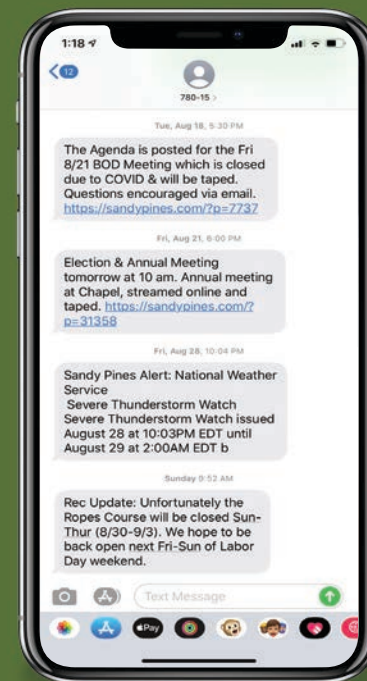 1:18
12
780-15 >
Tue, Aug 18, 5:30 PM
The Agenda is posted for the Fri
8/21 BOD Meeting which is closed
due to COVID & will be taped.
Questions encouraged via email.
https://sandypines.com/?p=7737
Fri, Aug 21, 6:00 PM
Election & Annual Meeting
tomorrow at 10 am. Annual meeting
at Chapel, streamed online and
taped. https://sandypines.com/?
p=31358
Fri, Aug 28, 10:04 PM
Sandy Pines Alert: National Weather
Service
Severe Thunderstorm Watch
Severe Thunderstorm Watch issued
August 28 at 10:03PM EDT until
August 29 at 2:00AM EDT b
Sunday 9:52 AM
Rec Update: Unfortunately the
Ropes Course will be closed Sun-
Thur (8/30-9/3). We hope to be
back open next Fri-Sun of Labor
Day weekend.
Text Message
Pay